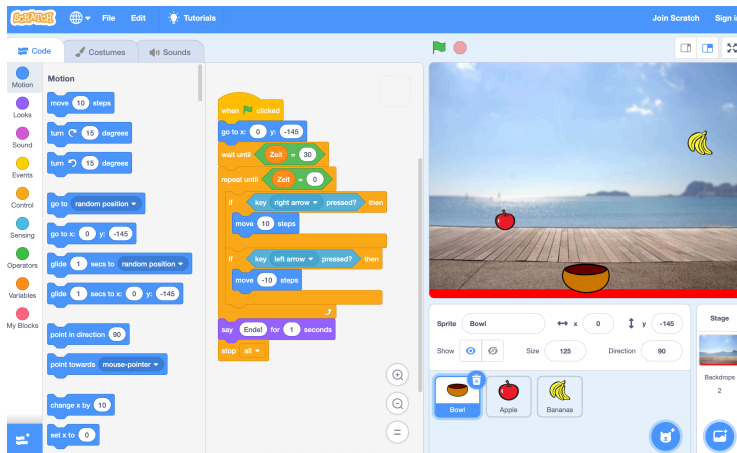 SCRATCH File Edit Tutorials Join Scratch Sign i
Code Costumes Sounds
Motion
Looks
Sound
Events
Control
Sensing
Operators
Variables
My Blocks
Motion
move 10 steps
turn 15 degrees
turn 15 degrees
go to random position
go to x: 0 y: -145
glide 1 secs to random position
glide 1 secs to x: 0 y: -145
point in direction 90
point towards mouse-pointer
change x by 10
set x to 0
when clicked
go to x: 0 y: -145
wait until Zeit = 30
repeat until Zeit = 0
if key right arrow pressed? then
move 10 steps
if key left arrow pressed? then
move -10 steps
say Ende! for 1 seconds
stop all
Sprite Bowl x 0 y -145
Show Size 125 Direction 90
Bowl Apple Bananas
Stage
Backdrops
2